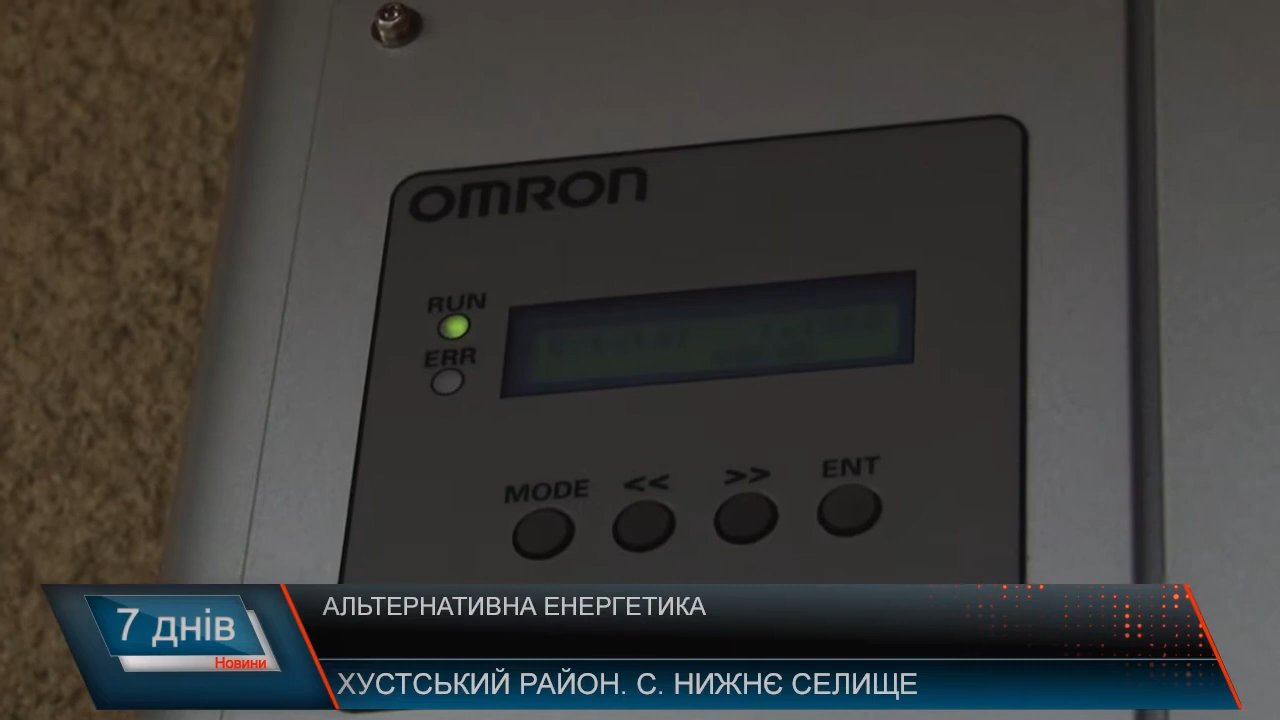 OMRON
RUN
ERR
MODE << >> ENT
7 днів
Новини
АЛЬТЕРНАТИВНА ЕНЕРГЕТИКА
ХУСТСЬКИЙ РАЙОН. С. НИЖНЄ СЕЛИЩЕ